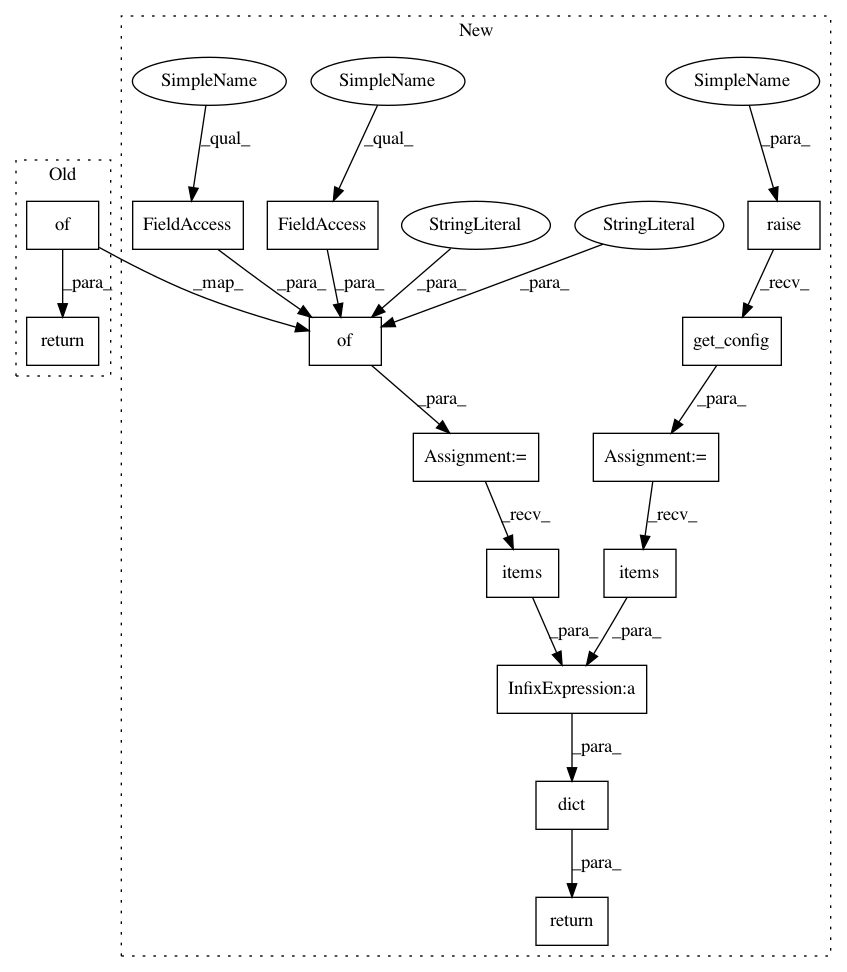 New
SimpleName
SimpleName
SimpleName
_qual_
_qual_
_para_
Old
of
FieldAccess
FieldAccess
StringLiteral
StringLiteral
raise
_para_
_map_
_para_
_para_
_para_
_para_
_recv_
return
of
get_config
_para_
_para_
Assignment:=
Assignment:=
_recv_
_recv_
items
items
_para_
_para_
InfixExpression:a
_para_
dict
_para_
return